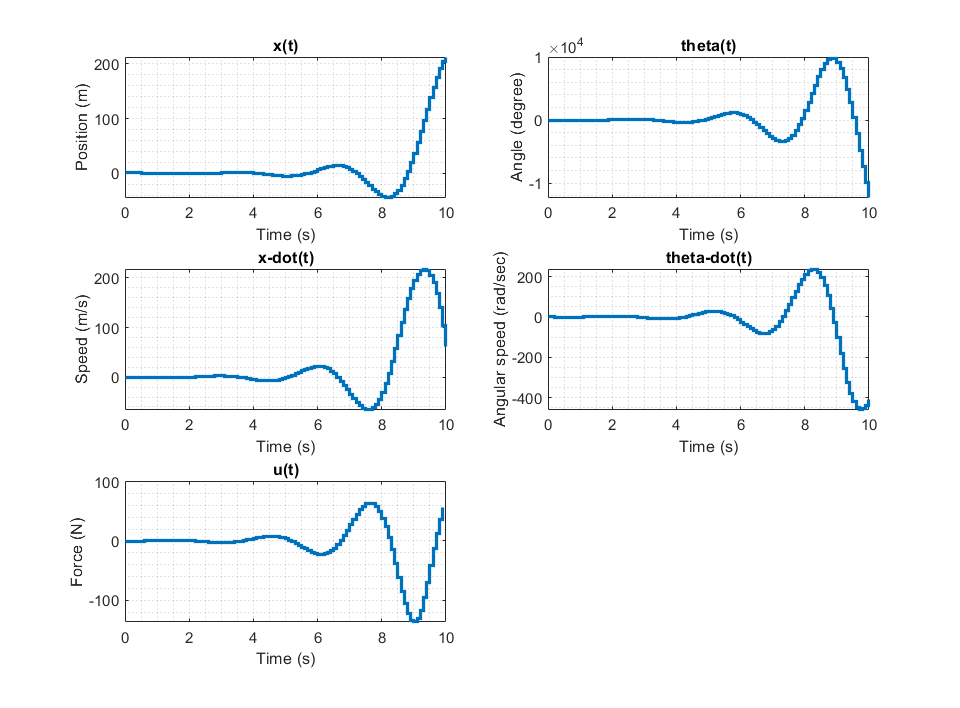 x(t)
Position (m)
200
100
0
0 2 4 6 8 10
Time (s)
theta(t)
×10⁴
Angle (degree)
1
0
-1
0 2 4 6 8 10
Time (s)
x-dot(t)
Speed (m/s)
200
100
0
0 2 4 6 8 10
Time (s)
theta-dot(t)
Angular speed (rad/sec)
200
0
-200
-400
0 2 4 6 8 10
Time (s)
u(t)
Force (N)
100
0
-100
0 2 4 6 8 10
Time (s)